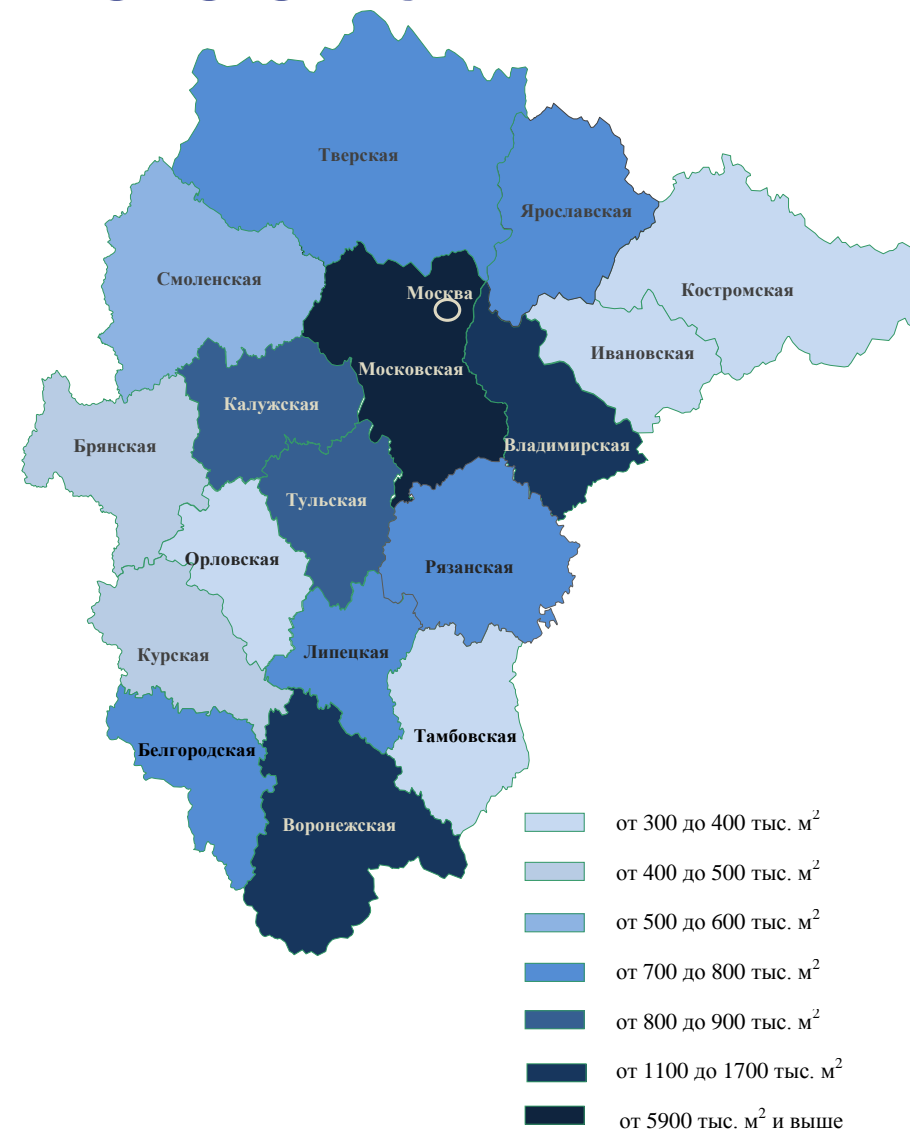 Тверская
Ярославская
Смоленская
Костромская
Москва
Ивановская
Московская
Калужская
Брянская
Владимирская
Тульская
Орловская
Рязанская
Курская
Липецкая
Тамбовская
Белгородская
Воронежская
от 300 до 400 тыс. м²
от 400 до 500 тыс. м²
от 500 до 600 тыс. м²
от 700 до 800 тыс. м²
от 800 до 900 тыс. м²
от 1100 до 1700 тыс. м²
от 5900 тыс. м² и выше